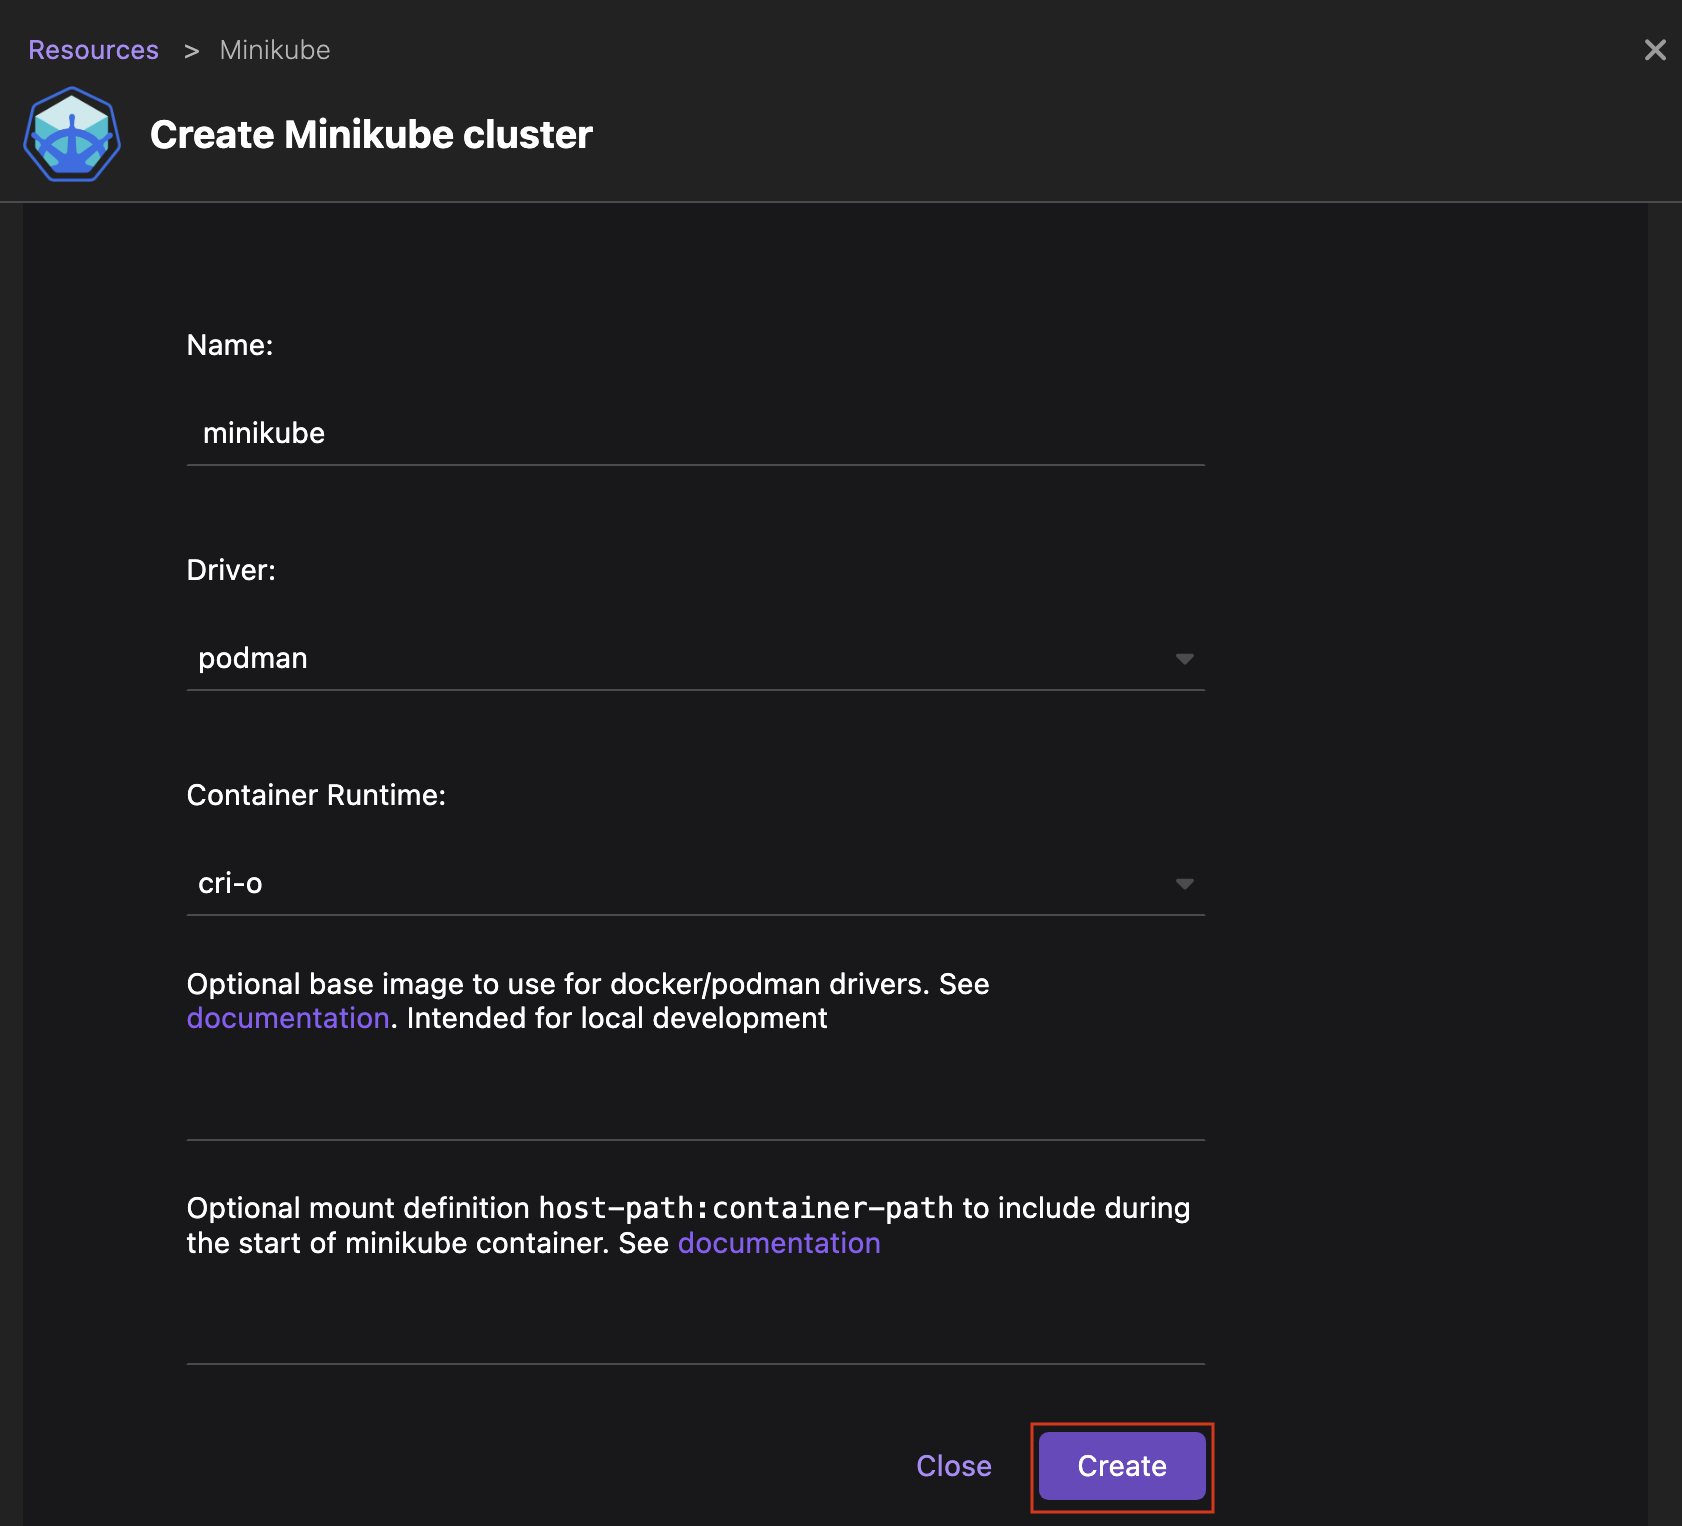 Resources > Minikube
Create Minikube cluster
Name:
minikube
Driver:
podman
Container Runtime:
cri-o
Optional base image to use for docker/podman drivers. See
documentation. Intended for local development
Optional mount definition host-path:container-path to include during
the start of minikube container. See documentation
Close
Create